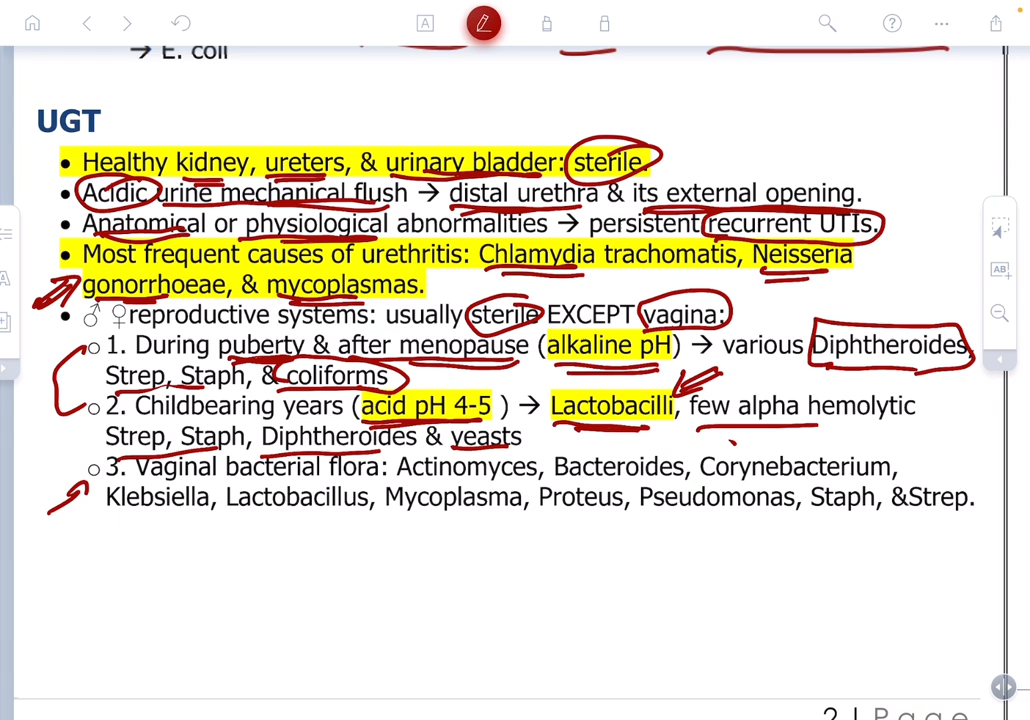 → E. coli
UGT
• Healthy kidney, ureters, & urinary bladder: sterile.
• Acidic urine mechanical flush → distal urethra & its external opening.
• Anatomical or physiological abnormalities → persistent recurrent UTIs.
• Most frequent causes of urethritis: Chlamydia trachomatis, Neisseria
gonorrhoeae, & mycoplasmas.
• ♂ ♀reproductive systems: usually sterile EXCEPT vagina:
o 1. During puberty & after menopause (alkaline pH) → various Diphtheroides,
Strep, Staph, & coliforms
o 2. Childbearing years (acid pH 4-5 ) → Lactobacilli, few alpha hemolytic
Strep, Staph, Diphtheroides & yeasts
o 3. Vaginal bacterial flora: Actinomyces, Bacteroides, Corynebacterium,
Klebsiella, Lactobacillus, Mycoplasma, Proteus, Pseudomonas, Staph, &Strep.
2 | Page